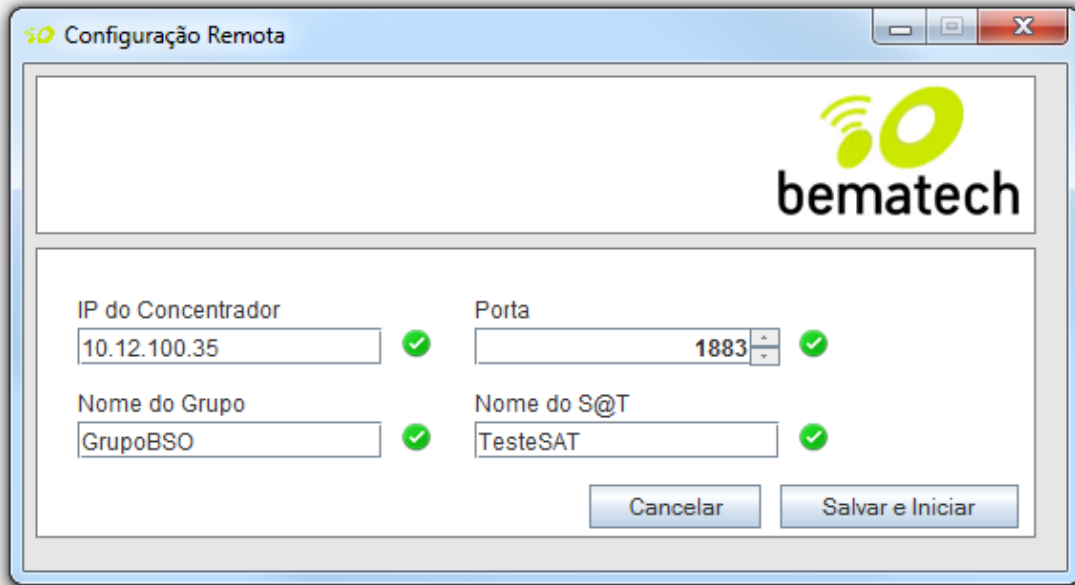 Configuração Remota
bematech
IP do Concentrador
Porta
10.12.100.35
1883
Nome do Grupo
Nome do S@T
GrupoBSO
TesteSAT
Cancelar
Salvar e Iniciar